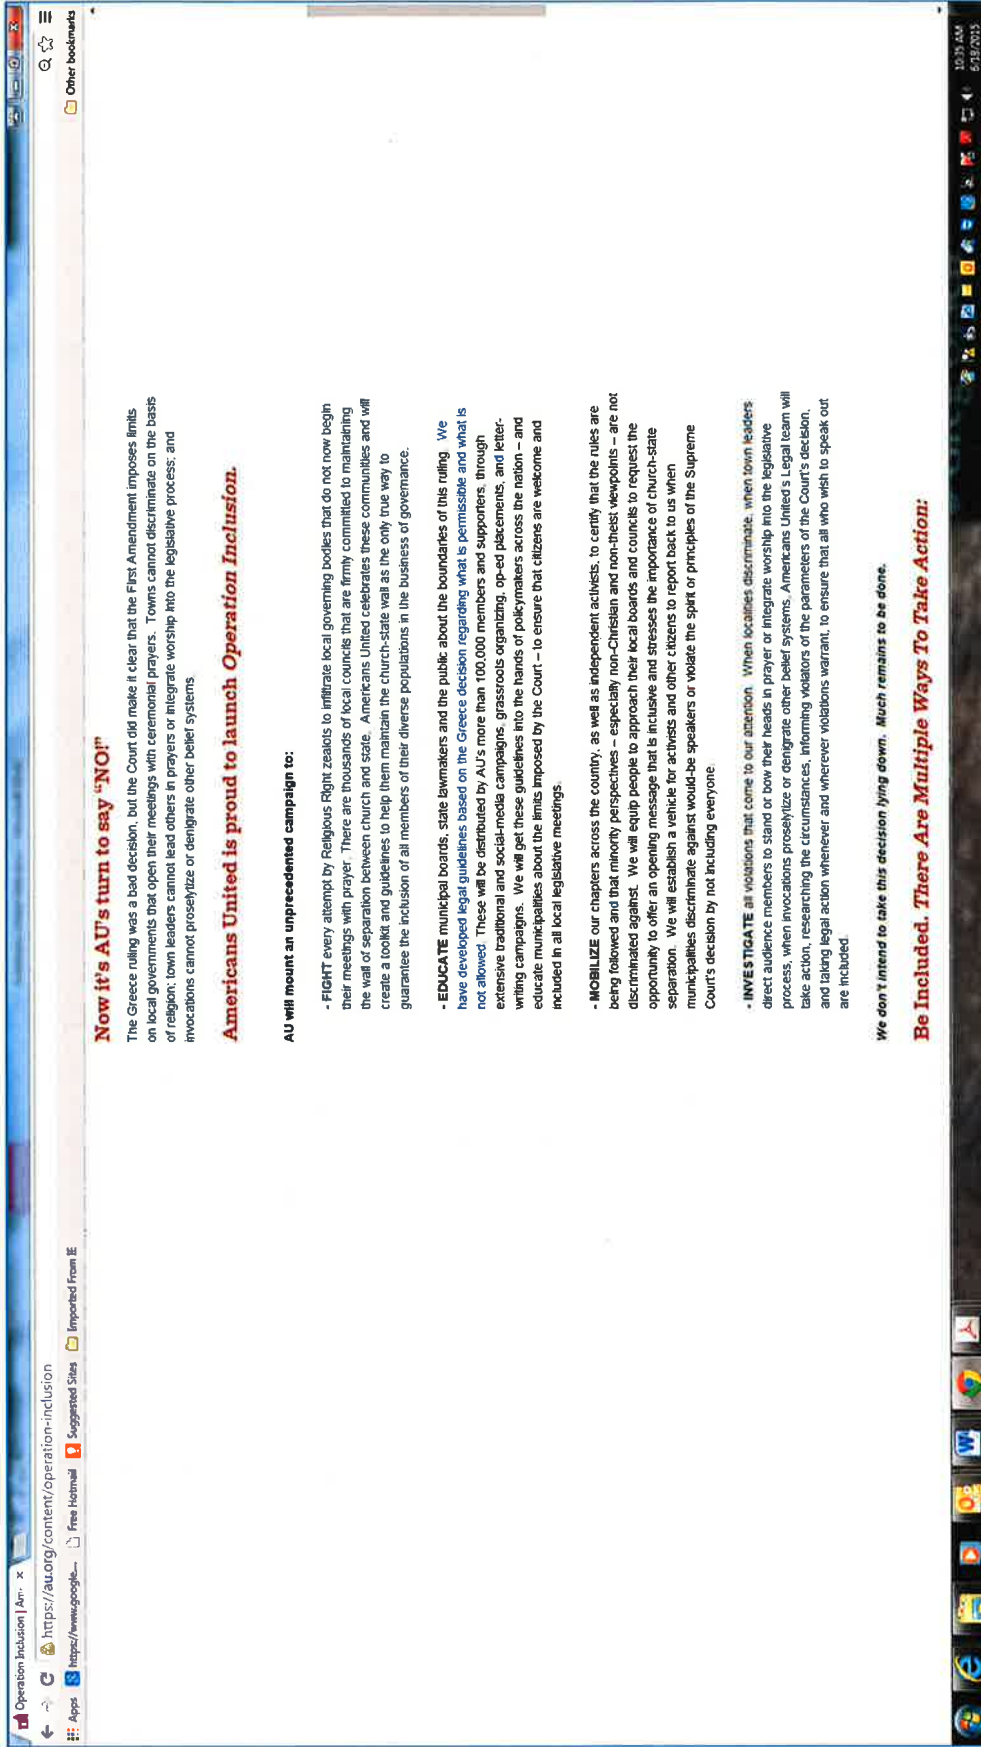 Operation Inclusion | Am
https://au.org/content/operation-inclusion
Apps https://www.google... Free Hotmail Suggested Sites Imported From IE Other bookmarks
Now it's AU's turn to say "NO!"
The Greece ruling was a bad decision, but the Court did make it clear that the First Amendment imposes limits
on local governments that open their meetings with ceremonial prayers. Towns cannot discriminate on the basis
of religion; town leaders cannot lead others in prayers or integrate worship into the legislative process; and
invocations cannot proselytize or denigrate other belief systems.
Americans United is proud to launch Operation Inclusion.
AU will mount an unprecedented campaign to:
- FIGHT every attempt by Religious Right zealots to infiltrate local governing bodies that do not now begin
their meetings with prayer. There are thousands of local councils that are firmly committed to maintaining
the wall of separation between church and state. Americans United celebrates these communities and will
create a toolkit and guidelines to help them maintain the church-state wall as the only true way to
guarantee the inclusion of all members of their diverse populations in the business of governance.
- EDUCATE municipal boards, state lawmakers and the public about the boundaries of this ruling. We
have developed legal guidelines based on the Greece decision regarding what is permissible and what is
not allowed. These will be distributed by AU's more than 100,000 members and supporters, through
extensive traditional and social-media campaigns, grassroots organizing, op-ed placements, and letter-
writing campaigns. We will get these guidelines into the hands of policymakers across the nation – and
educate municipalities about the limits imposed by the Court – to ensure that citizens are welcome and
included in all local legislative meetings.
- MOBILIZE our chapters across the country, as well as independent activists, to certify that the rules are
being followed and that minority perspectives – especially non-Christian and non-theist viewpoints – are not
discriminated against. We will equip people to approach their local boards and councils to request the
opportunity to offer an opening message that is inclusive and stresses the importance of church-state
separation. We will establish a vehicle for activists and other citizens to report back to us when
municipalities discriminate against would-be speakers or violate the spirit or principles of the Supreme
Court's decision by not including everyone.
- INVESTIGATE all violations that come to our attention. When localities discriminate, when town leaders
direct audience members to stand or bow their heads in prayer or integrate worship into the legislative
process, when invocations proselytize or denigrate other belief systems, Americans United's Legal team will
take action, researching the circumstances, informing violators of the parameters of the Court's decision,
and taking legal action whenever and wherever violations warrant, to ensure that all who wish to speak out
are included.
We don't intend to take this decision lying down. Much remains to be done.
Be Included. There Are Multiple Ways To Take Action:
10:35 AM
6/19/2015